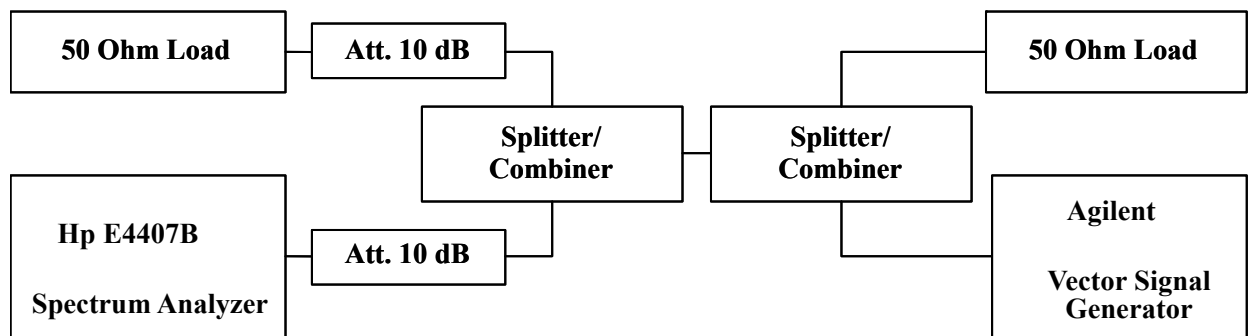 50 Ohm Load
Att. 10 dB
50 Ohm Load
Splitter/
Combiner
Splitter/
Combiner
Hp E4407B
Spectrum Analyzer
Att. 10 dB
Agilent
Vector Signal
Generator